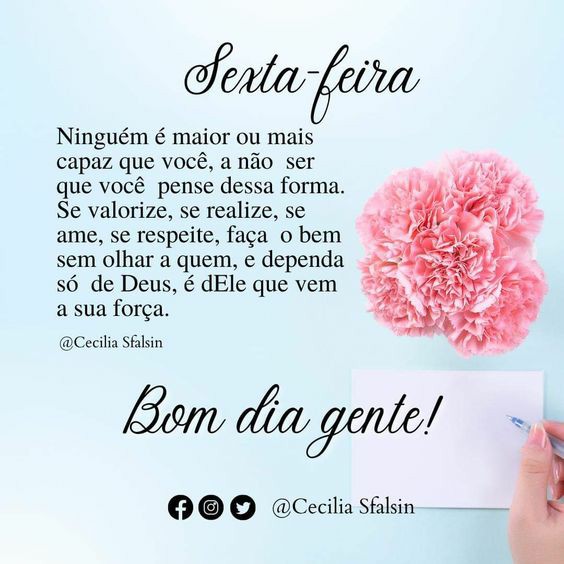 Sexta-feira
Ninguém é maior ou mais
capaz que você, a não ser
que você pense dessa forma.
Se valorize, se realize, se
ame, se respeite, faça o bem
sem olhar a quem, e dependa
só de Deus, é dEle que vem
a sua força.
@Cecilia Sfalsin
Bom dia gente!
@Cecilia Sfalsin